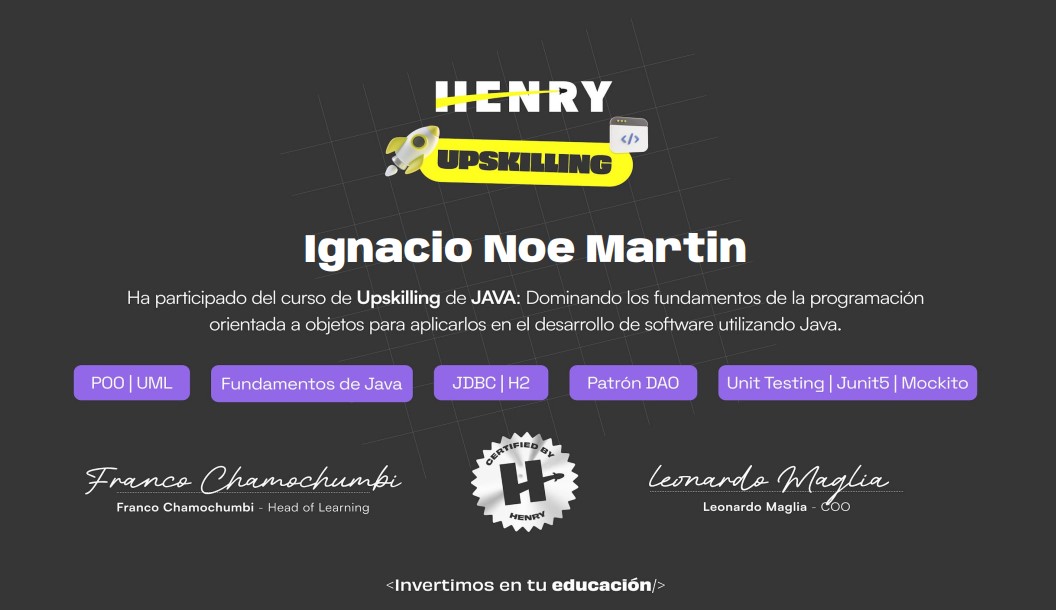 HENRY
UPSKILLING
</>
Ignacio Noe Martin
Ha participado del curso de Upskilling de JAVA: Dominando los fundamentos de la programación
orientada a objetos para aplicarlos en el desarrollo de software utilizando Java.
POO | UML
Fundamentos de Java
JDBC | H2
Patrón DAO
Unit Testing | Junit5 | Mockito
Franco Chamochumbi
Franco Chamochumbi - Head of Learning
CERTIFIED BY
H
HENRY
Leonardo Maglia
Leonardo Maglia - COO
<Invertimos en tu educación/>